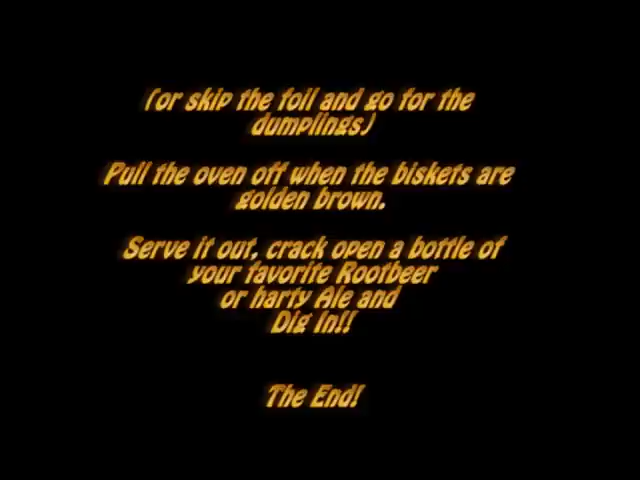 (or skip the foil and go for the
dumplings)
Pull the oven off when the biskets are
golden brown.
Serve it out, crack open a bottle of
your favorite Rootbeer
or harty Ale and
Dig In!!
The End!